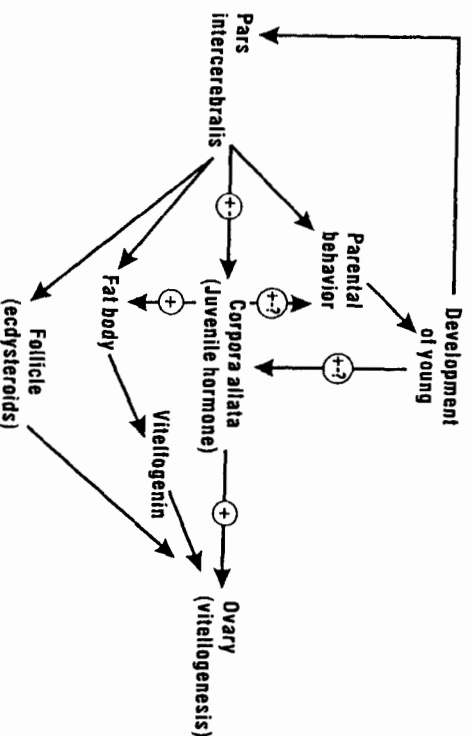 Pars
intercerebralis
Parental
behavior
Development
of young
+-
+-?
+-?
Corpora allata
(Juvenile hormone)
+
+
Fat body
Vitellogenin
Follicle
(ecdysteroids)
Ovary
(vitellogenesis)